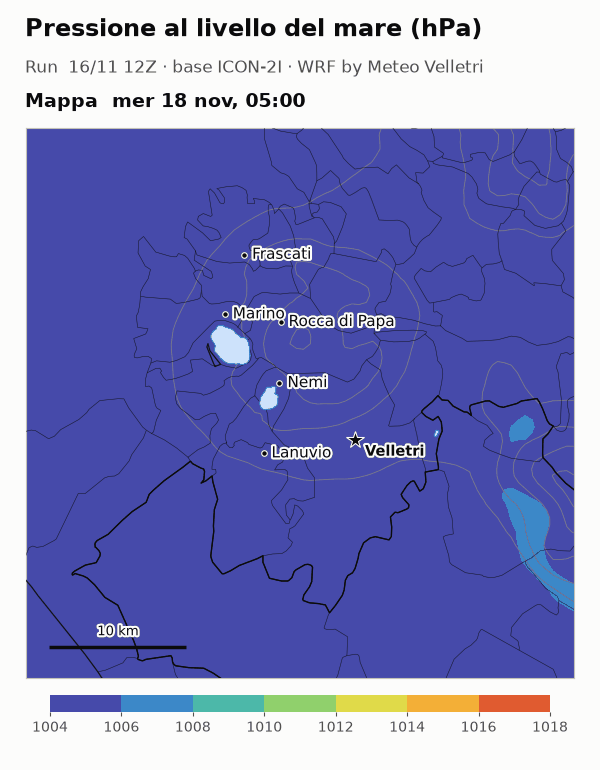 Pressione al livello del mare (hPa)
Run  16/11 12Z · base ICON-2I · WRF by Meteo Velletri
Mappa  mer 18 nov, 05:00
Frascati
Marino
Rocca di Papa
Nemi
Velletri
Lanuvio
10 km
1004 1006 1008 1010 1012 1014 1016 1018